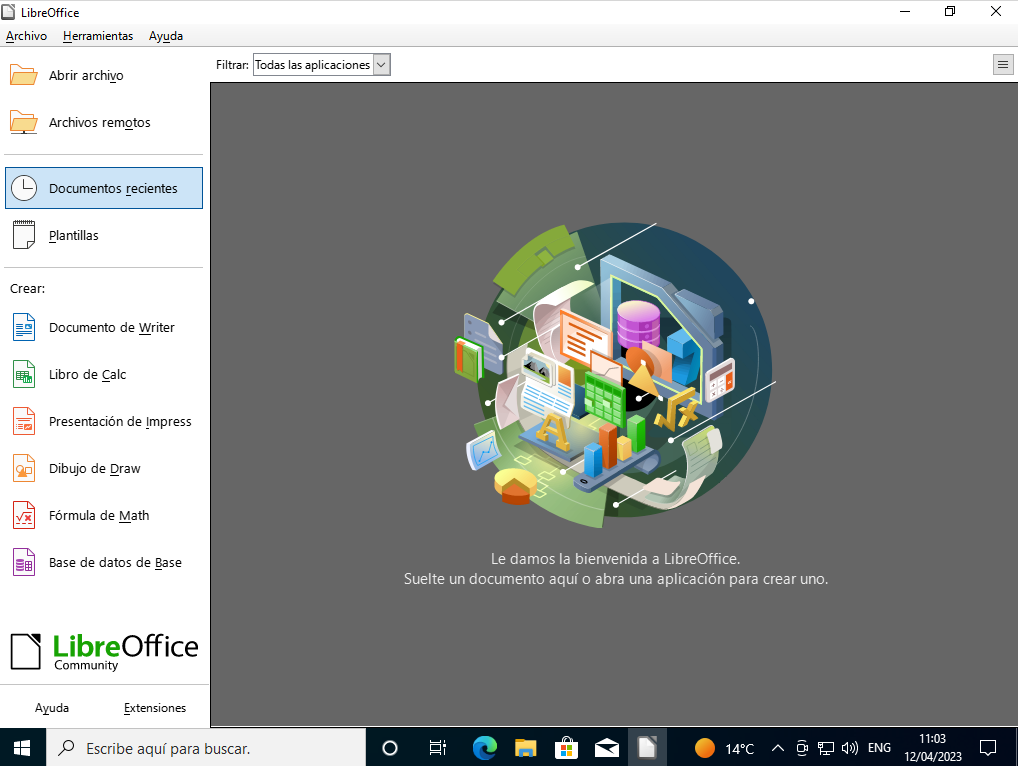 LibreOffice
Archivo Herramientas Ayuda
Abrir archivo
Archivos remotos
Documentos recientes
Plantillas
Crear:
Documento de Writer
Libro de Calc
Presentación de Impress
Dibujo de Draw
Fórmula de Math
Base de datos de Base
LibreOffice
Community
Ayuda Extensiones
Filtrar: Todas las aplicaciones
Le damos la bienvenida a LibreOffice.
Suelte un documento aquí o abra una aplicación para crear uno.
Escribe aquí para buscar.
14°C
ENG
11:03
12/04/2023